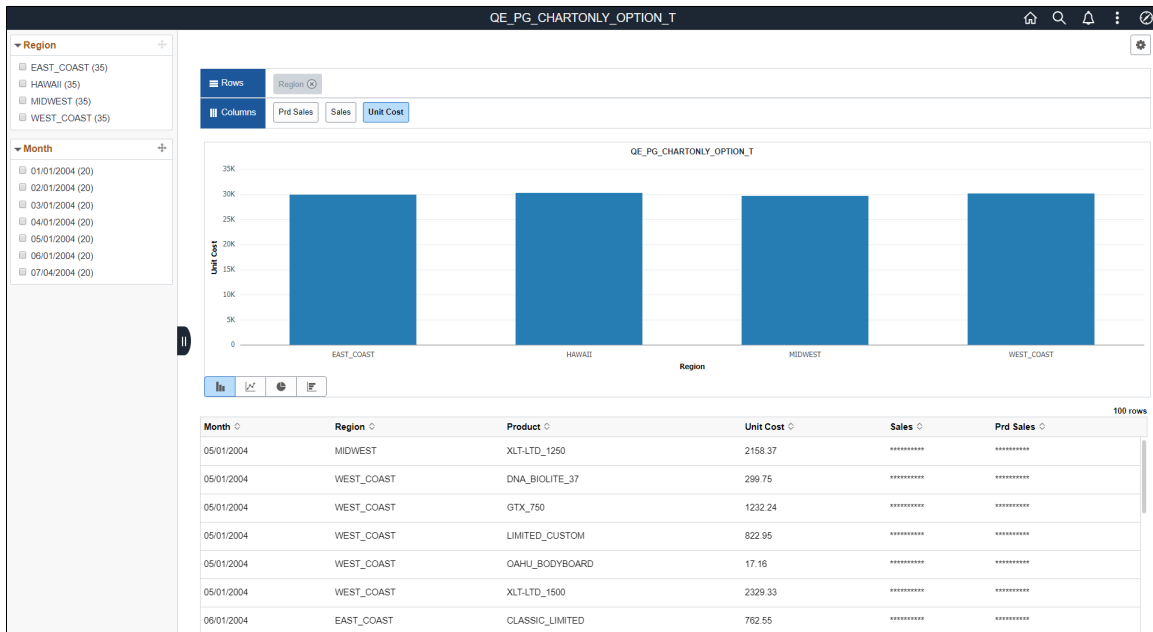 QE_PG_CHARTONLY_OPTION_T
Region
EAST_COAST (35)
HAWAII (35)
MIDWEST (35)
WEST_COAST (35)
Month
01/01/2004 (20)
02/01/2004 (20)
03/01/2004 (20)
04/01/2004 (20)
05/01/2004 (20)
06/01/2004 (20)
07/04/2004 (20)
Rows Region
Columns Prd Sales Sales Unit Cost
QE_PG_CHARTONLY_OPTION_T
35K
30K
25K
20K
15K
10K
5K
0
Unit Cost
EAST_COAST HAWAII MIDWEST WEST_COAST
Region
100 rows
Month Region Product Unit Cost Sales Prd Sales
05/01/2004 MIDWEST XLT-LTD_1250 2158.37 ********** **********
05/01/2004 WEST_COAST DNA_BIOLITE_37 299.75 ********** **********
05/01/2004 WEST_COAST GTX_750 1232.24 ********** **********
05/01/2004 WEST_COAST LIMITED_CUSTOM 822.95 ********** **********
05/01/2004 WEST_COAST OAHU_BODYBOARD 17.16 ********** **********
05/01/2004 WEST_COAST XLT-LTD_1500 2329.33 ********** **********
06/01/2004 EAST_COAST CLASSIC_LIMITED 762.55 ********** **********